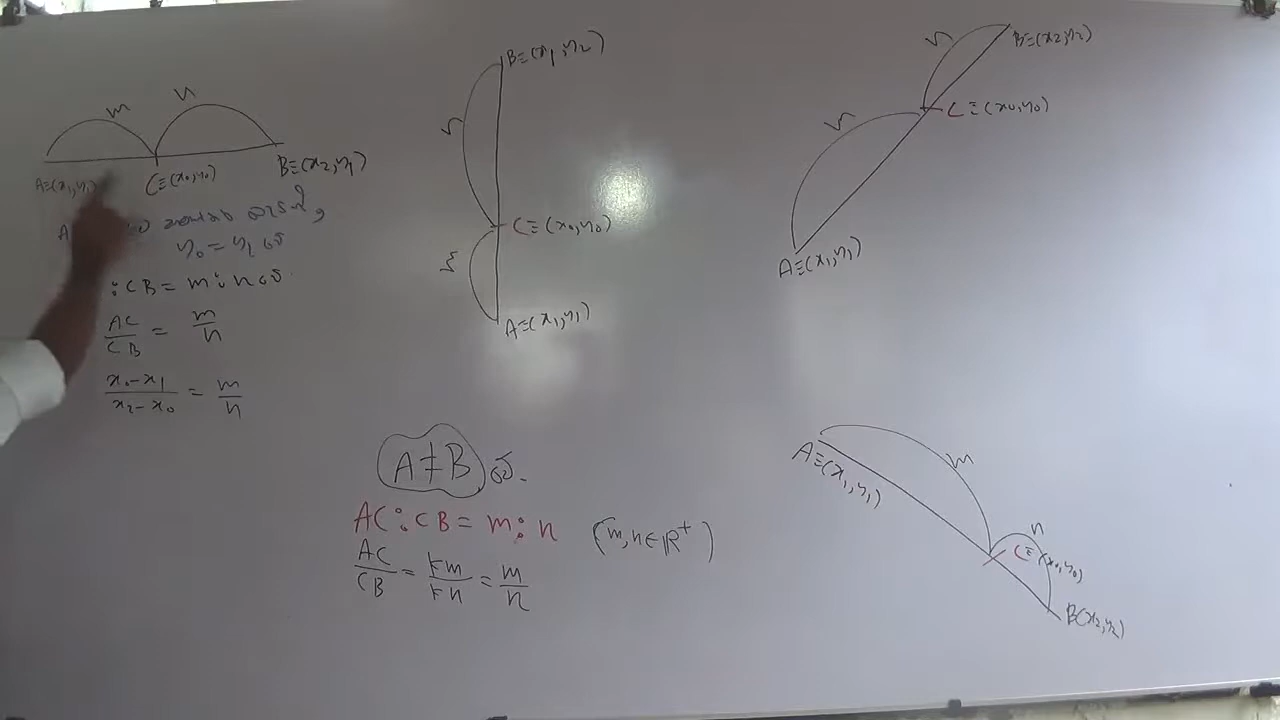 m n
A≡(x₁,y₁) C≡(x₀,y₀) B≡(x₂,y₁)
A
y₀ = y₁ වේ
:CB = m:n වේ
AC/CB = m/n
(x₀-x₁)/(x₂-x₀) = m/n
B≡(x₁,y₂)
n
C≡(x₀,y₀)
m
A≡(x₁,y₁)
B≡(x₂,y₂)
n
C≡(x₀,y₀)
m
A≡(x₁,y₁)
A≠B වේ.
AC:CB = m:n (m,n∈ℝ⁺)
AC/CB = km/kn = m/n
A≡(x₁,y₁)
m
n
C≡(x₀,y₀)
B(x₂,y₂)